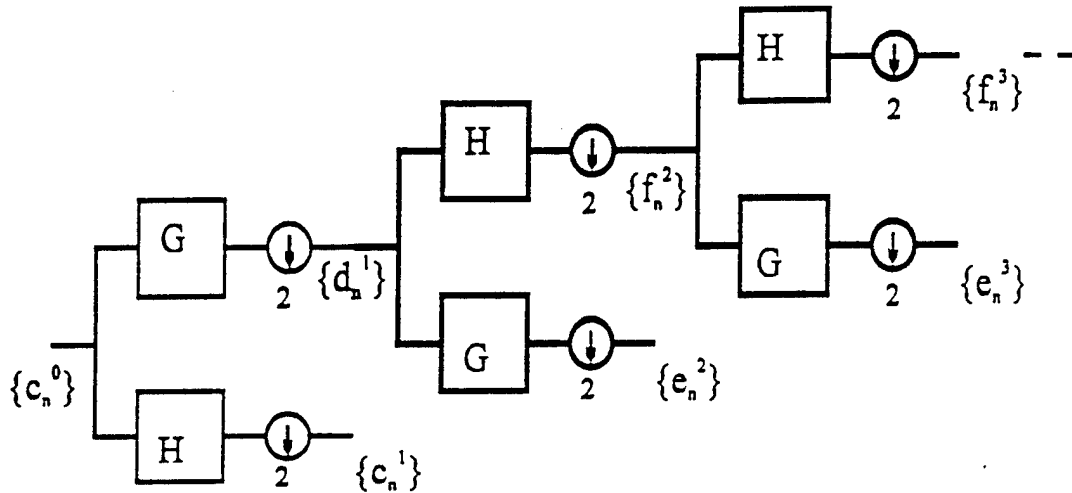 H
2
{f_n^3}
H
2
{f_n^2}
G
2
{d_n^1}
G
2
{e_n^3}
G
2
{e_n^2}
{c_n^0}
H
2
{c_n^1}